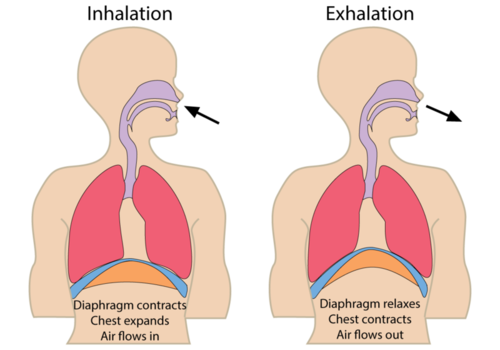 Inhalation
Exhalation
Diaphragm contracts
Chest expands
Air flows in
Diaphragm relaxes
Chest contracts
Air flows out